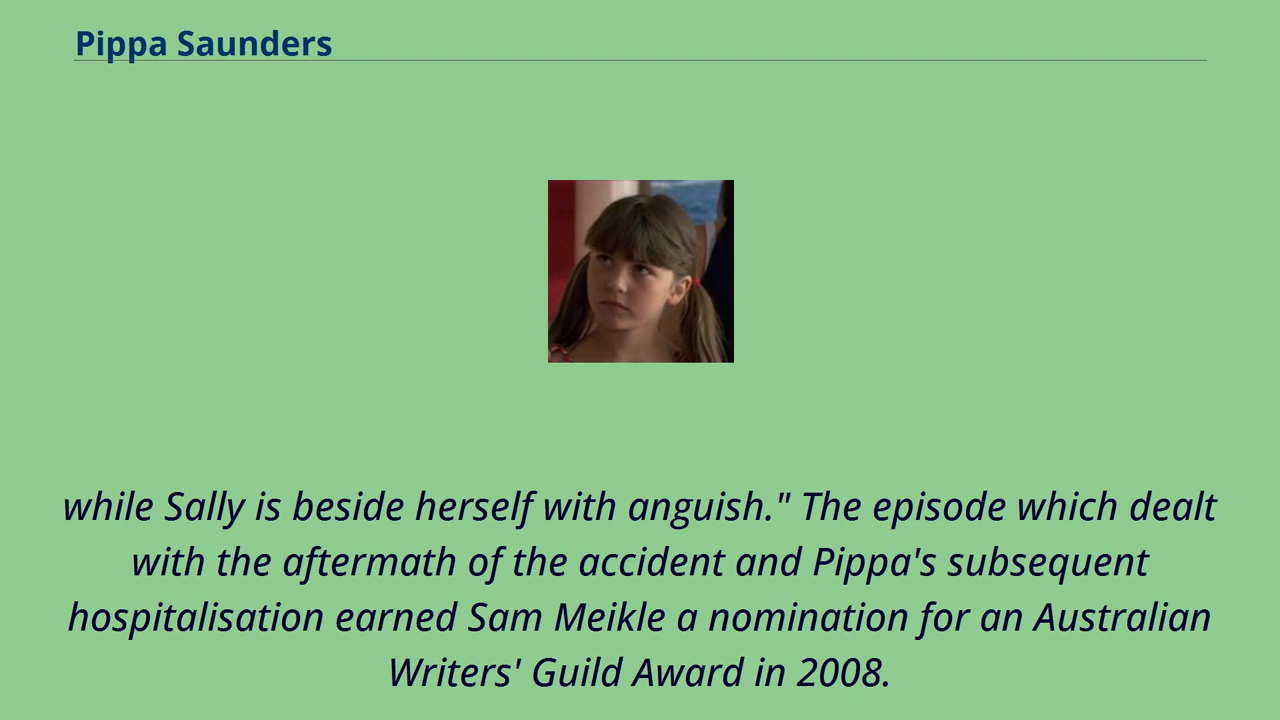 Pippa Saunders
while Sally is beside herself with anguish." The episode which dealt
with the aftermath of the accident and Pippa's subsequent
hospitalisation earned Sam Meikle a nomination for an Australian
Writers' Guild Award in 2008.